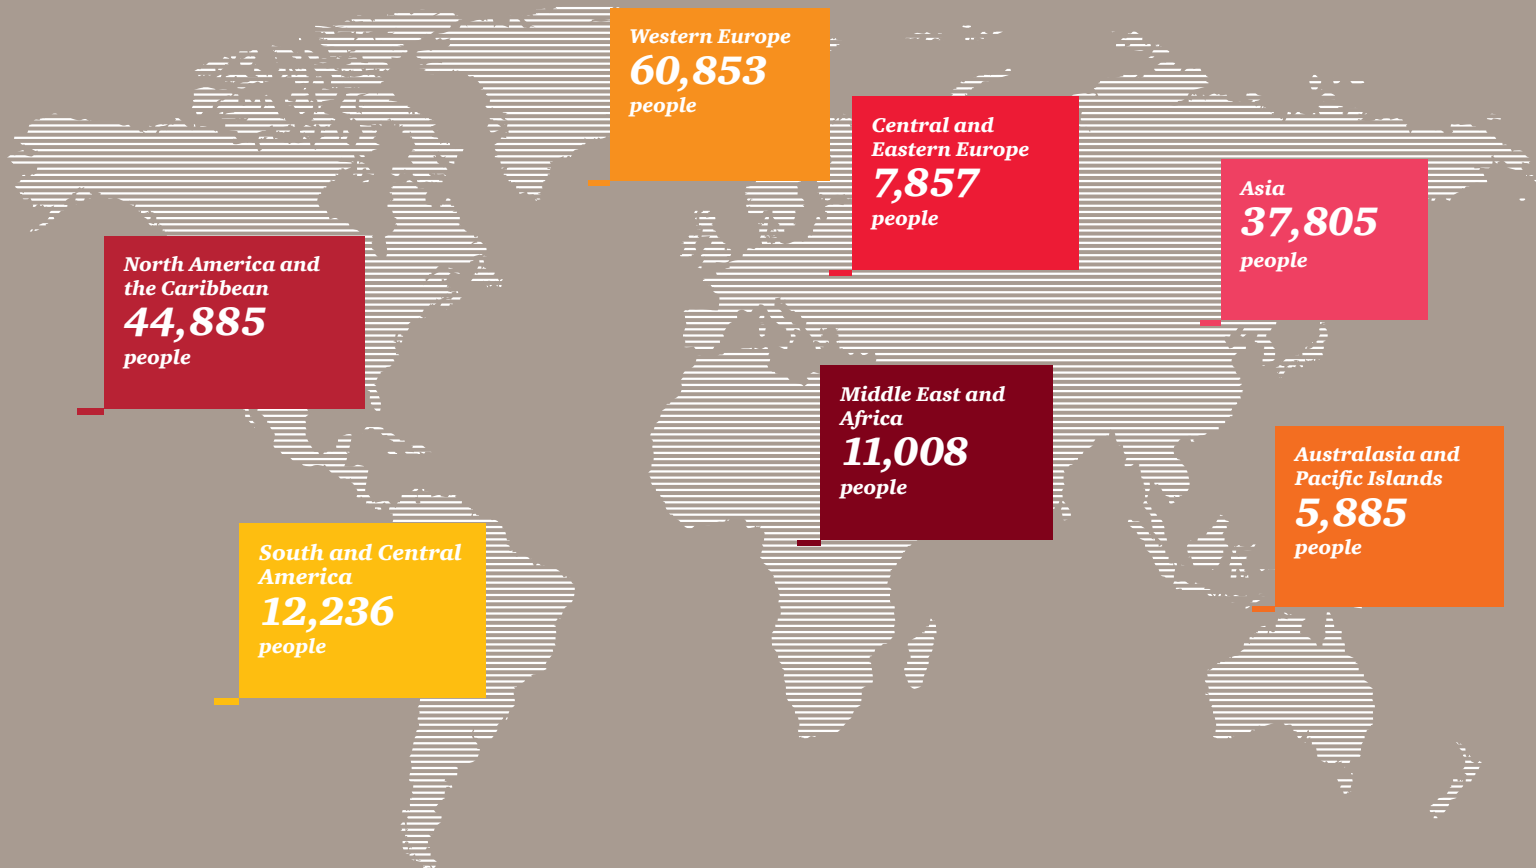 Western Europe
60,853
people
Central and
Eastern Europe
7,857
people
Asia
37,805
people
North America and
the Caribbean
44,885
people
Middle East and
Africa
11,008
people
Australasia and
Pacific Islands
5,885
people
South and Central
America
12,236
people